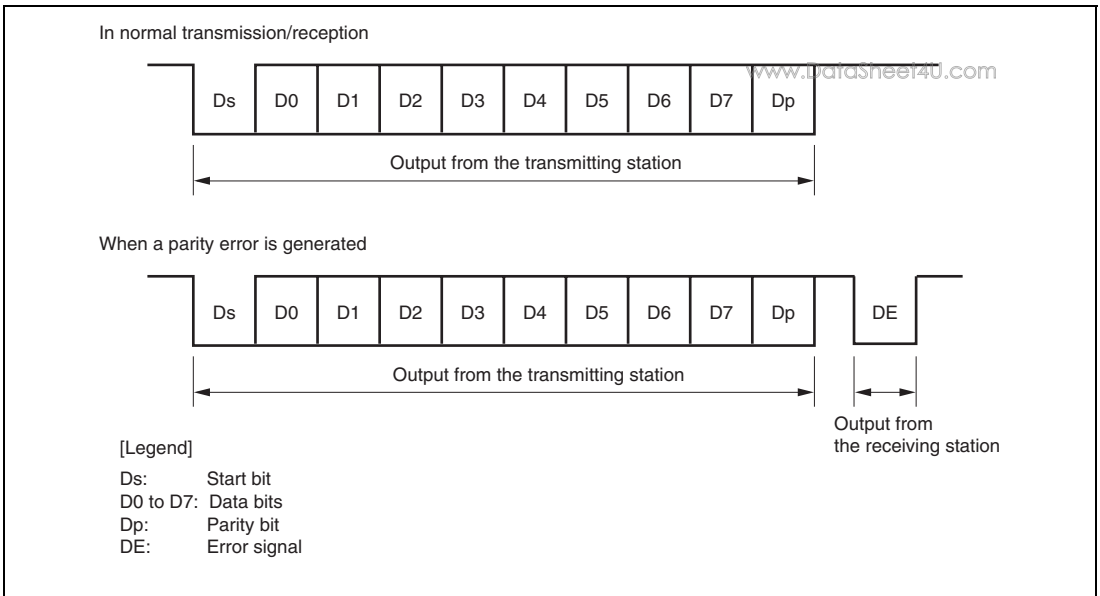 In normal transmission/reception
www.DataSheet4U.com
Ds D0 D1 D2 D3 D4 D5 D6 D7 Dp
Output from the transmitting station
When a parity error is generated
Ds D0 D1 D2 D3 D4 D5 D6 D7 Dp DE
Output from the transmitting station
Output from
the receiving station
[Legend]
Ds: Start bit
D0 to D7: Data bits
Dp: Parity bit
DE: Error signal